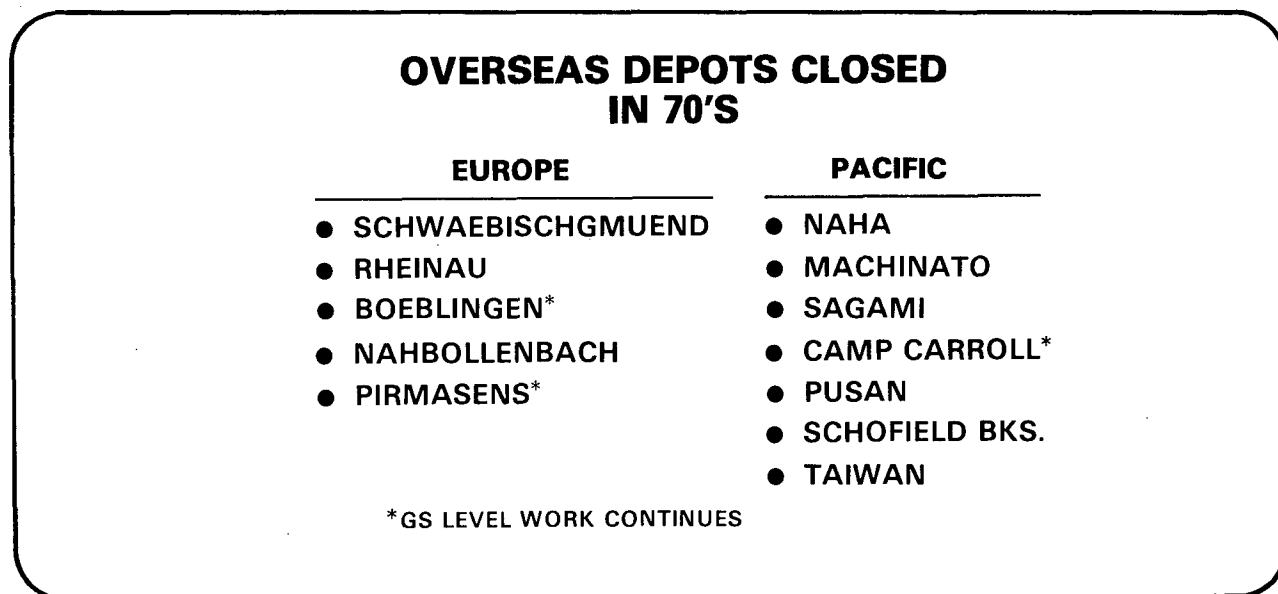 OVERSEAS DEPOTS CLOSED
IN 70'S
EUROPE
● SCHWAEBISCHGMUEND
● RHEINAU
● BOEBLINGEN*
● NAHBOLLENBACH
● PIRMASENS*
PACIFIC
● NAHA
● MACHINATO
● SAGAMI
● CAMP CARROLL*
● PUSAN
● SCHOFIELD BKS.
● TAIWAN
*GS LEVEL WORK CONTINUES